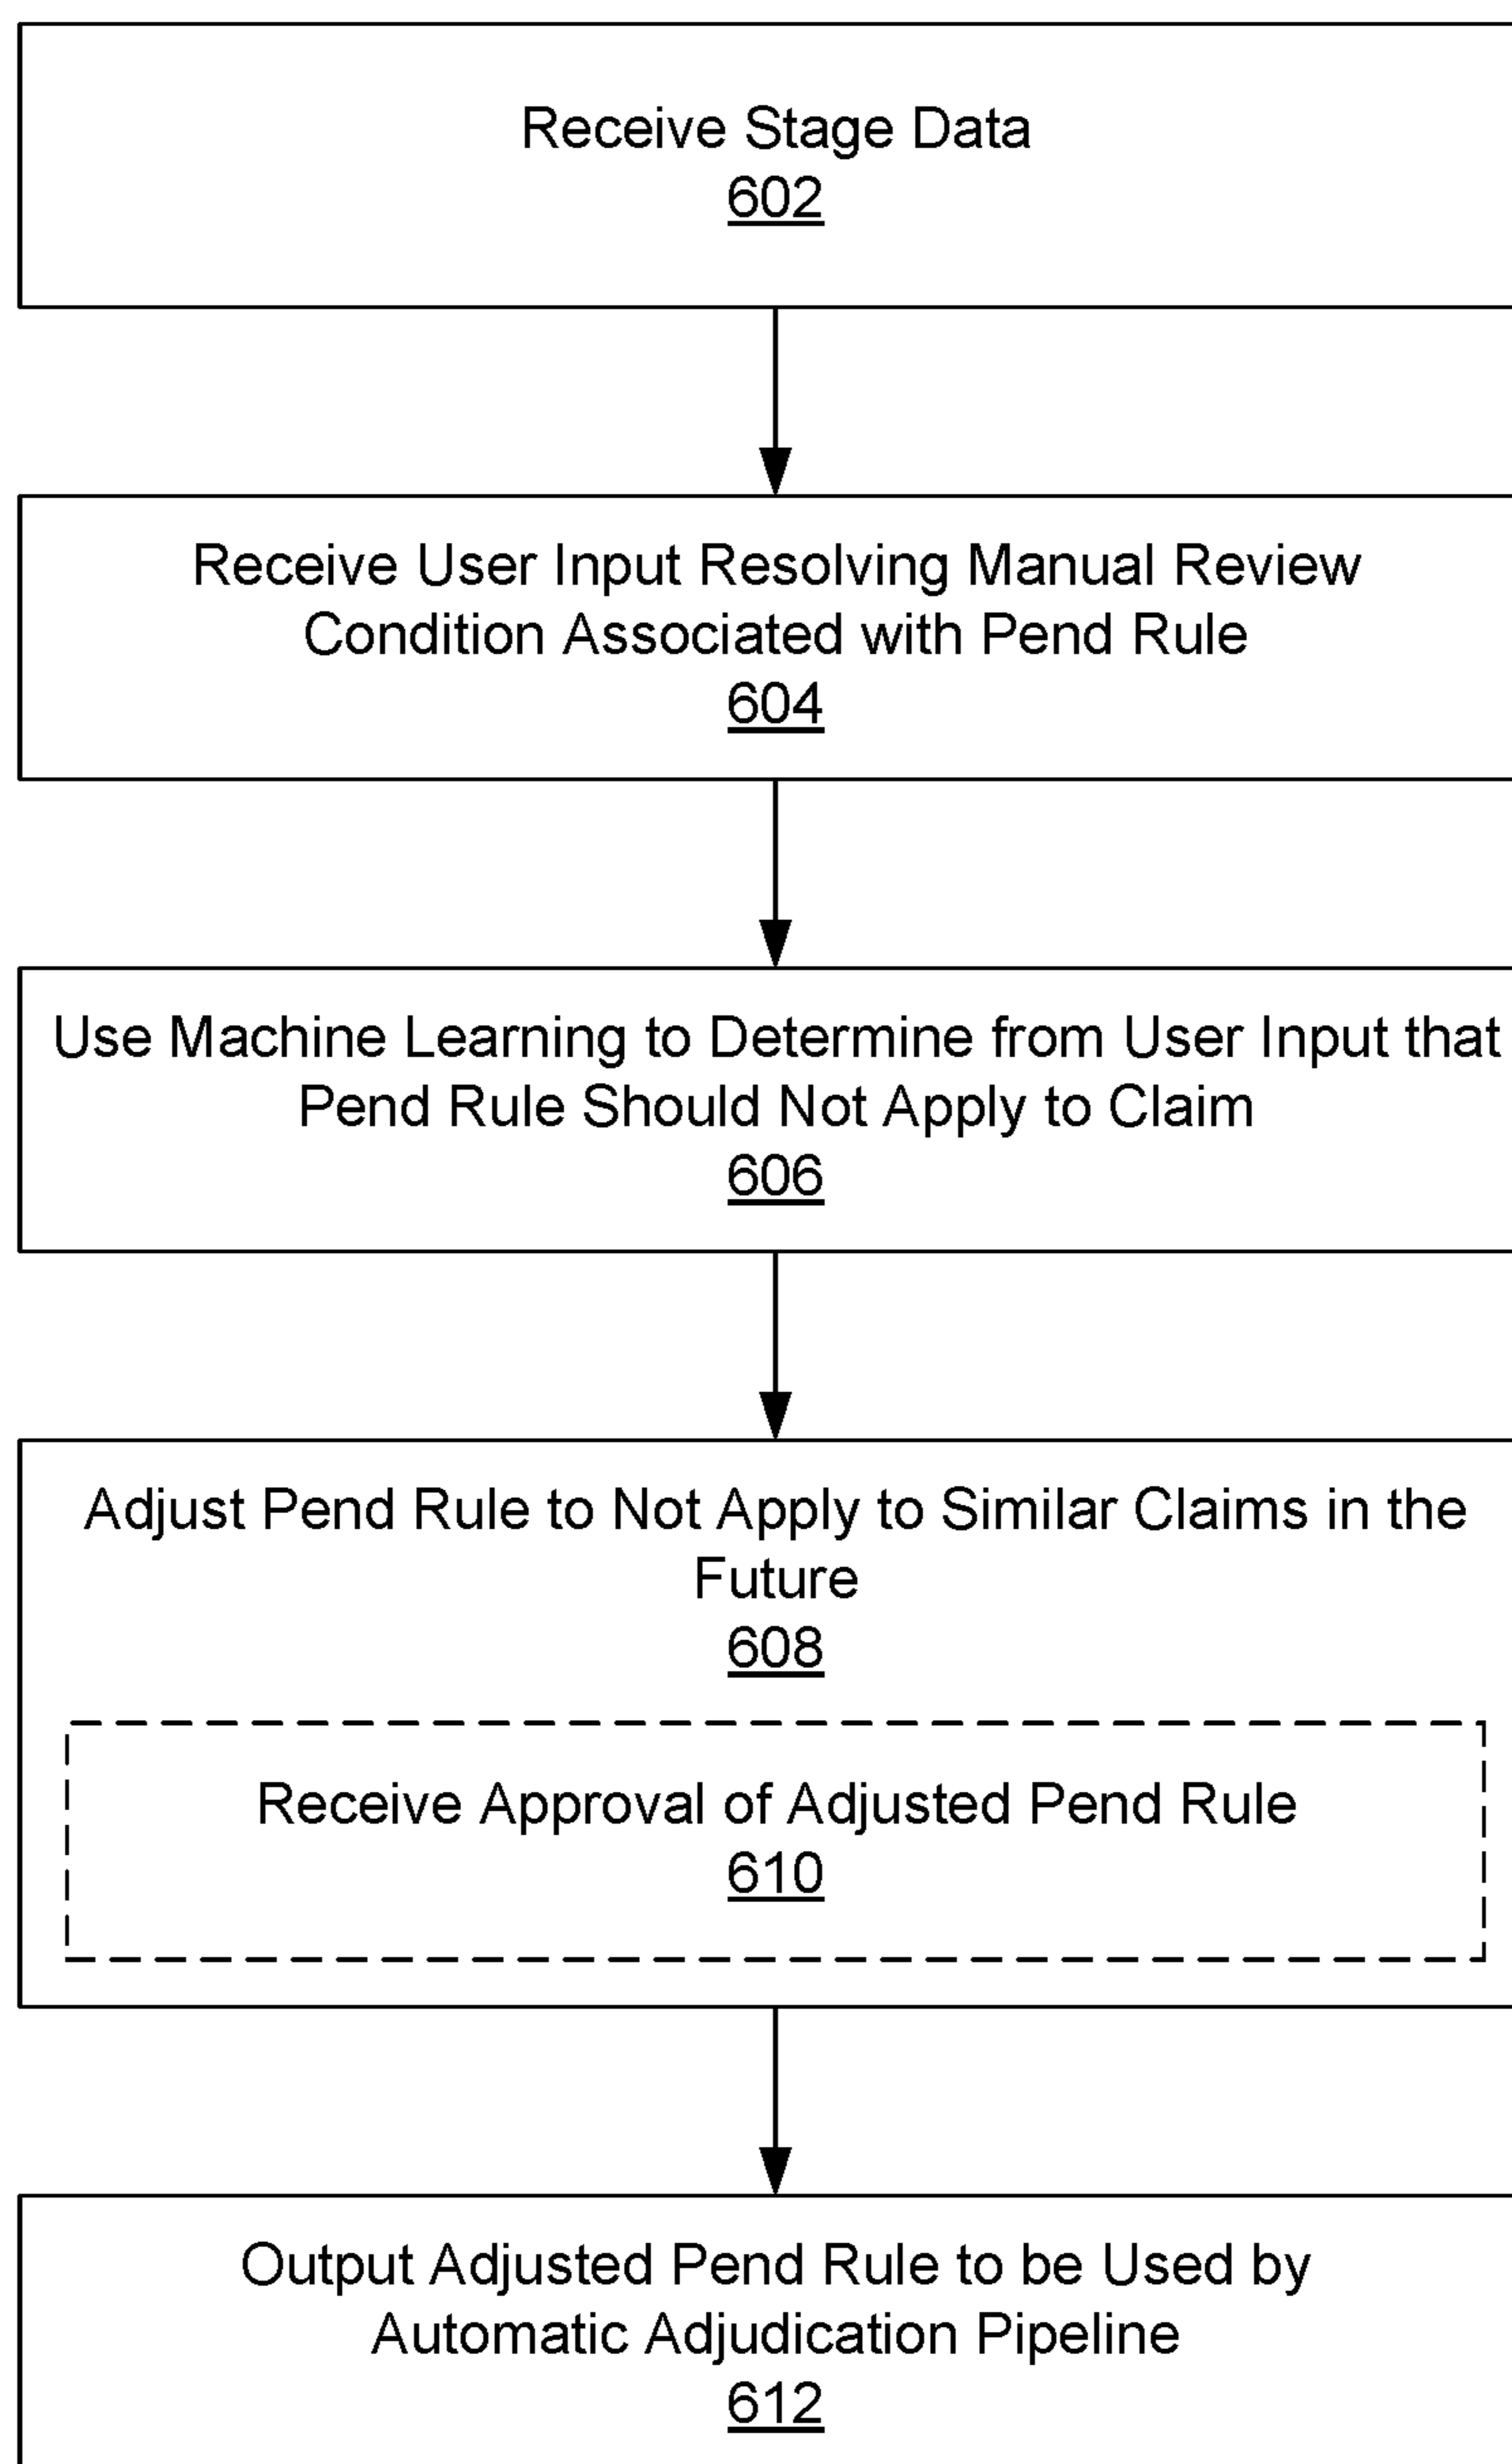 Receive Stage Data
602
Receive User Input Resolving Manual Review
Condition Associated with Pend Rule
604
Use Machine Learning to Determine from User Input that
Pend Rule Should Not Apply to Claim
606
Adjust Pend Rule to Not Apply to Similar Claims in the
Future
608
Receive Approval of Adjusted Pend Rule
610
Output Adjusted Pend Rule to be Used by
Automatic Adjudication Pipeline
612